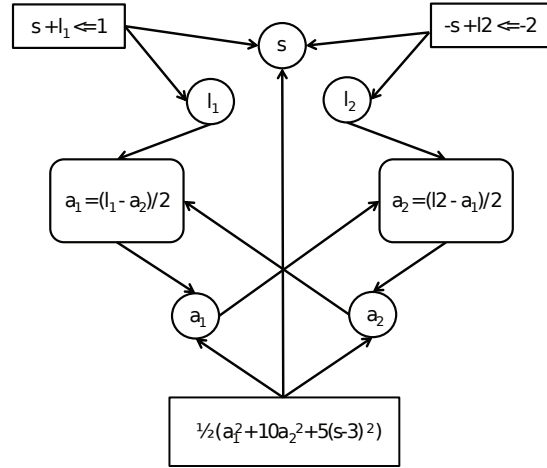 s+l₁<=1
s
-s+l2<=-2
l₁
l₂
a₁=(l₁-a₂)/2
a₂=(l2-a₁)/2
a₁
a₂
½(a₁²+10a₂²+5(s-3)²)